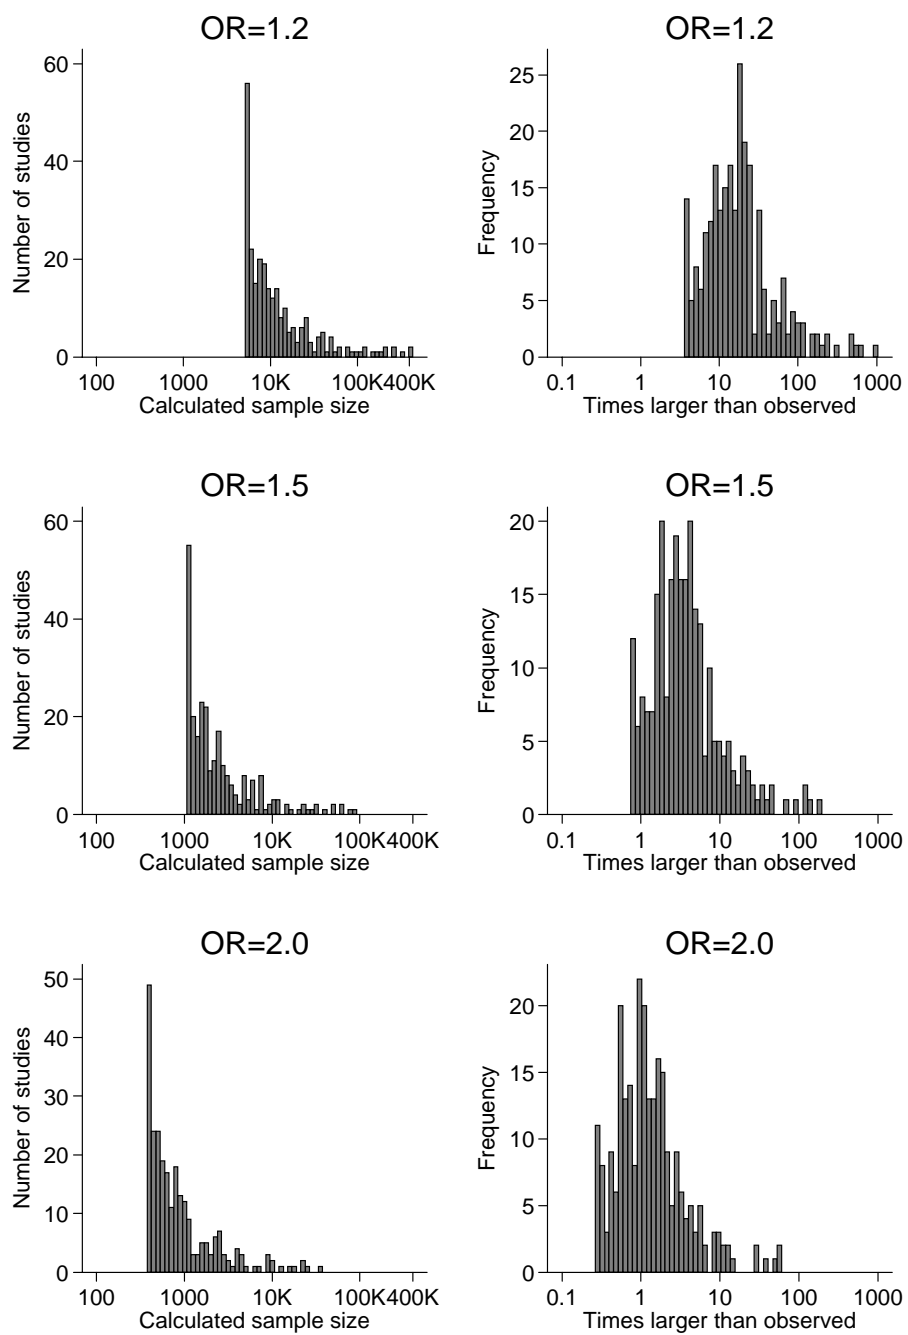 OR=1.2
Number of studies
60
40
20
0
100 1000 10K 100K400K
Calculated sample size
OR=1.2
Frequency
25
20
15
10
5
0
0.1 1 10 100 1000
Times larger than observed
OR=1.5
Number of studies
60
40
20
0
100 1000 10K 100K400K
Calculated sample size
OR=1.5
Frequency
20
15
10
5
0
0.1 1 10 100 1000
Times larger than observed
OR=2.0
Number of studies
50
40
30
20
10
0
100 1000 10K 100K400K
Calculated sample size
OR=2.0
Frequency
20
15
10
5
0
0.1 1 10 100 1000
Times larger than observed